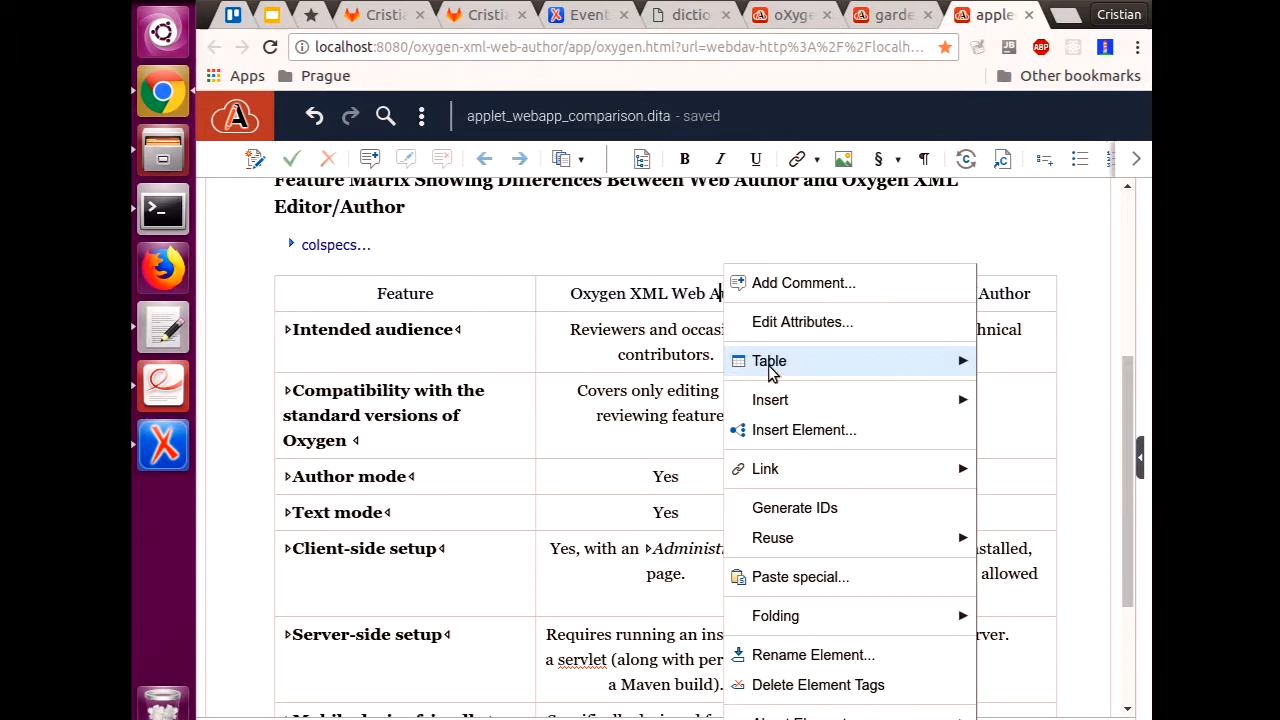 Cristi
Cristi
Event
dictio
oXyge
garde
apple
Cristian
localhost:8080/oxygen-xml-web-author/app/oxygen.html?url=webdav-http%3A%2F%2Flocalh...
ABP
Apps
Prague
Other bookmarks
applet_webapp_comparison.dita - saved
B I U
Feature Matrix Showing Differences Between Web Author and Oxygen XML
Editor/Author
colspecs...
Feature
Oxygen XML Web A
Author
Intended audience
Reviewers and occasi
contributors.
hnical
Compatibility with the
standard versions of
Oxygen
Covers only editing
reviewing feature
Author mode
Yes
Text mode
Yes
Client-side setup
Yes, with an Administ
page.
stalled,
allowed
Server-side setup
Requires running an ins
a servlet (along with per
a Maven build).
rver.
Add Comment...
Edit Attributes...
Table
Insert
Insert Element...
Link
Generate IDs
Reuse
Paste special...
Folding
Rename Element...
Delete Element Tags